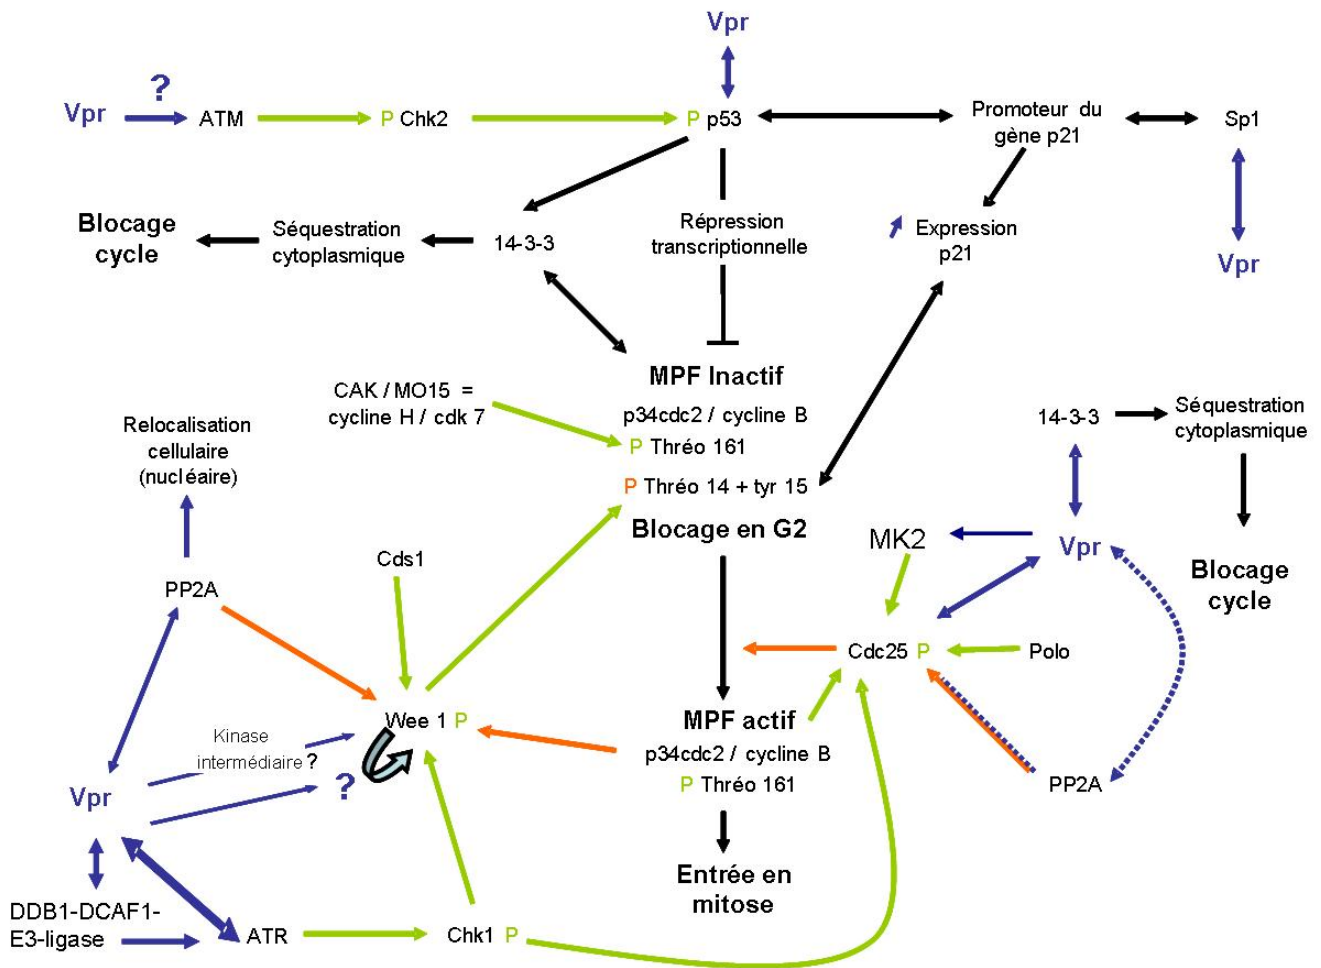 Vpr
?
Vpr
ATM
P Chk2
P p53
Promoteur du
gène p21
Sp1
Blocage
cycle
Séquestration
cytoplasmique
14-3-3
Répression
transcriptionnelle
Expression
p21
Vpr
MPF Inactif
p34cdc2 / cycline B
P Thréo 161
P Thréo 14 + tyr 15
Blocage en G2
CAK / MO15 =
cycline H / cdk 7
Relocalisation
cellulaire
(nucléaire)
14-3-3
Séquestration
cytoplasmique
Blocage
cycle
MK2
Vpr
Cds1
PP2A
Cdc25 P
Polo
Wee 1 P
MPF actif
p34cdc2 / cycline B
P Thréo 161
PP2A
Kinase
intermédiaire ?
?
Vpr
Entrée en
mitose
DDB1-DCAF1-
E3-ligase
ATR
Chk1 P